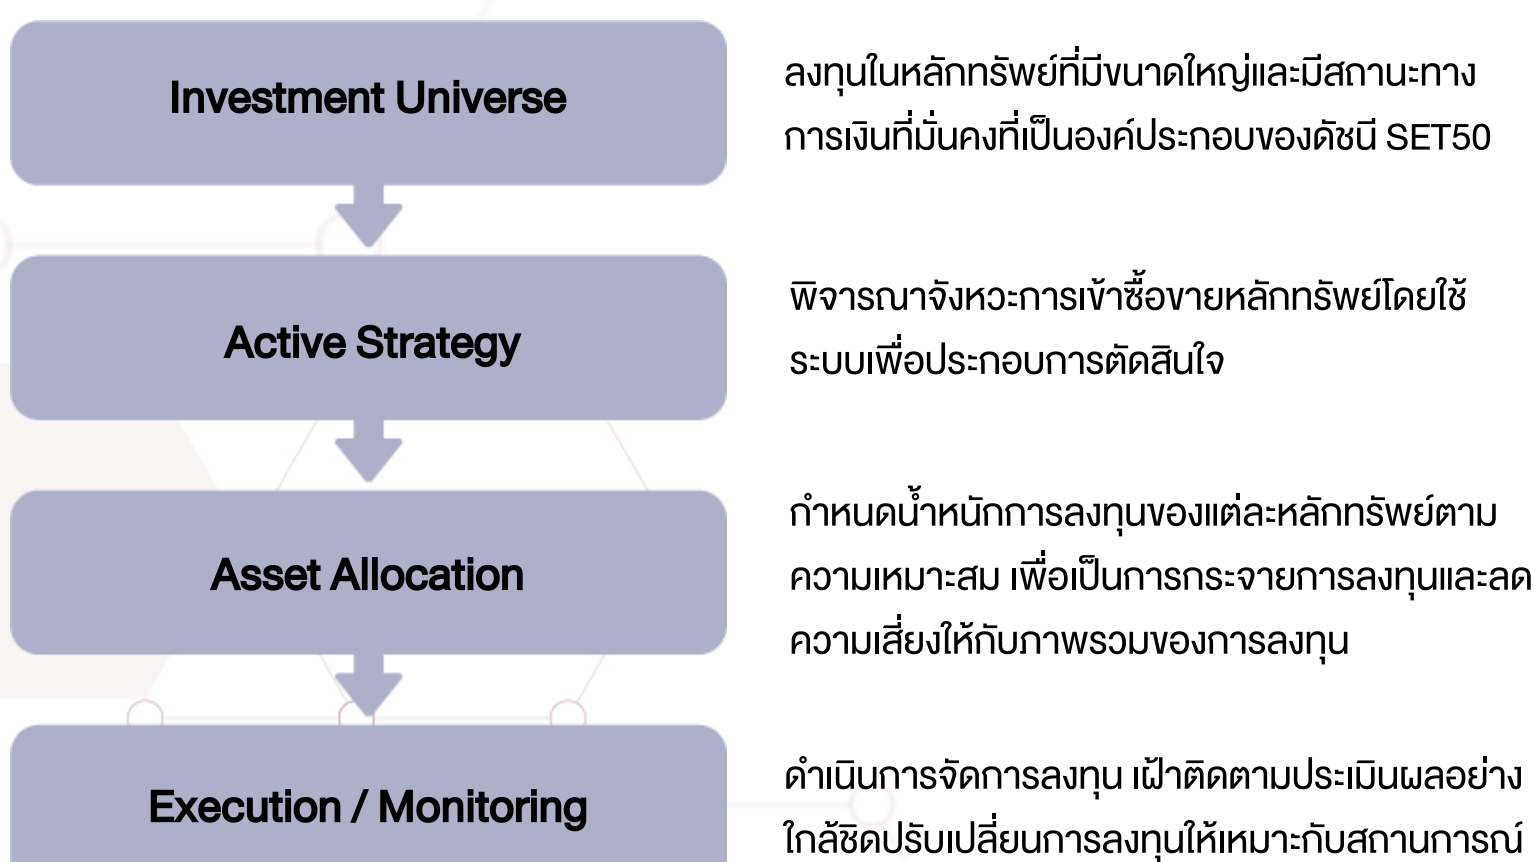 Investment Universe
ลงทุนในหลักทรัพย์ที่มีขนาดใหญ่และมีสถานะทาง
การเงินที่มั่นคงที่เป็นองค์ประกอบของดัชนี SET50
Active Strategy
พิจารณาจังหวะการเข้าซื้อขายหลักทรัพย์โดยใช้
ระบบเพื่อประกอบการตัดสินใจ
Asset Allocation
กำหนดน้ำหนักการลงทุนของแต่ละหลักทรัพย์ตาม
ความเหมาะสม เพื่อเป็นการกระจายการลงทุนและลด
ความเสี่ยงให้กับภาพรวมของการลงทุน
Execution / Monitoring
ดำเนินการจัดการลงทุน เฝ้าติดตามประเมินผลอย่าง
ใกล้ชิดปรับเปลี่ยนการลงทุนให้เหมาะกับสถานการณ์